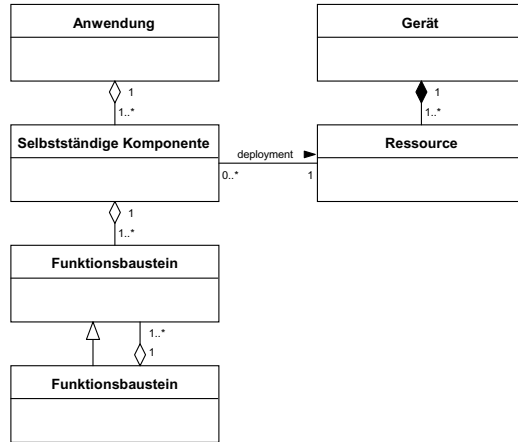 Anwendung
Gerät
1
1..*
1
1..*
Selbstständige Komponente
deployment
Ressource
0..*
1
1
1..*
Funktionsbaustein
1..*
1
Funktionsbaustein